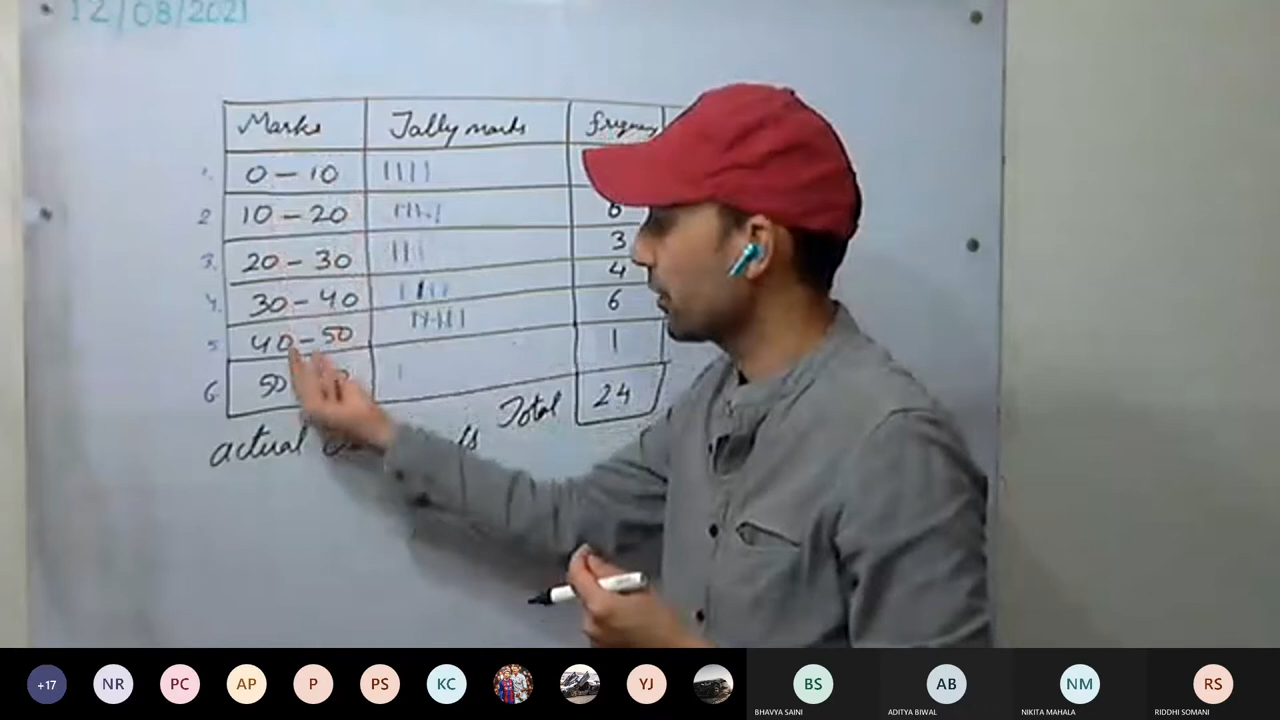 12/08/2021
Marks Tally marks frequency
1. 0 – 10 ||||
2 10 – 20 6
3. 20 – 30 ||| 3
4. 30 – 40 |||| 4
5 40 – 50 6
6 50 | 1
Total 24
actual
+17 NR PC AP P PS KC YJ BS AB NM RS
BHAVYA SAINI ADITYA BIWAL NIKITA MAHALA RIDDHI SOMANI